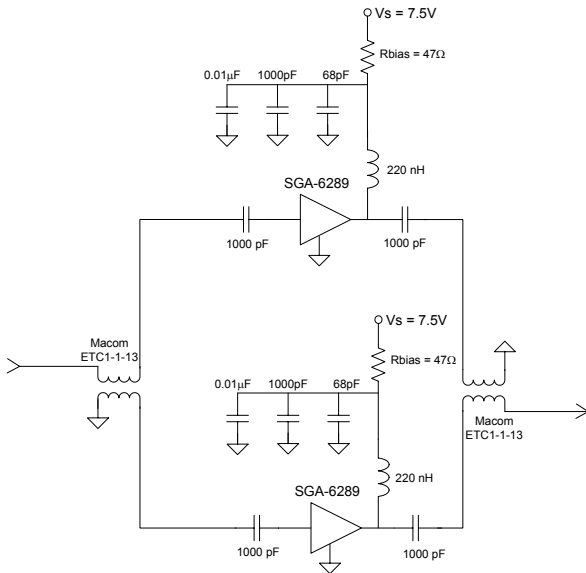 Vs = 7.5V
Rbias = 47Ω
0.01µF 1000pF 68pF
220 nH
SGA-6289
1000 pF
1000 pF
Macom
ETC1-1-13
Vs = 7.5V
Rbias = 47Ω
0.01µF 1000pF 68pF
Macom
ETC1-1-13
220 nH
SGA-6289
1000 pF
1000 pF